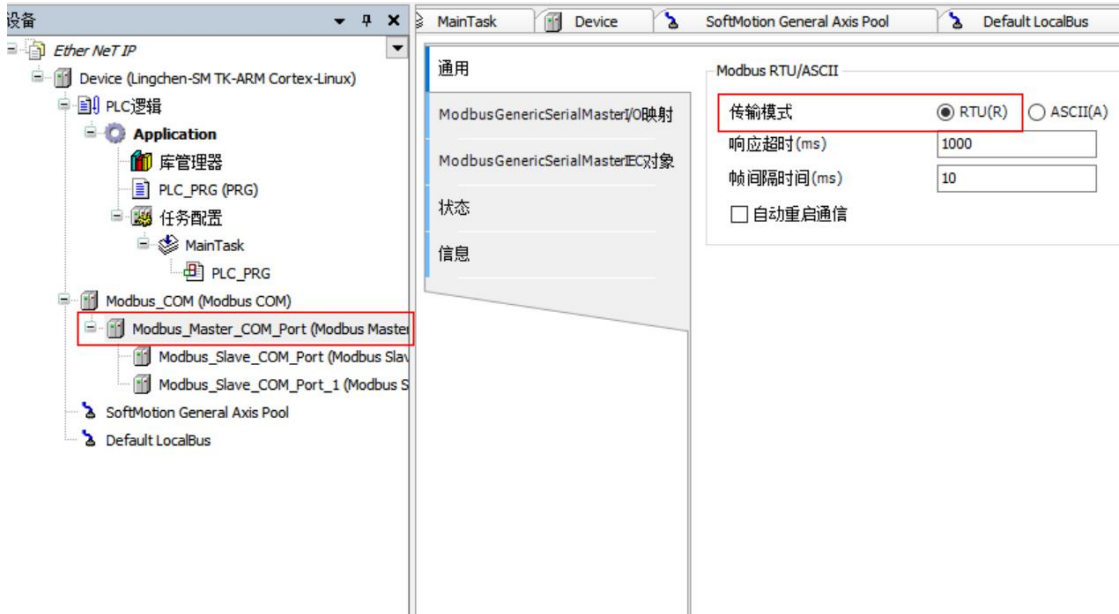 设备
Ether NeT IP
Device (Lingchen-SM TK-ARM Cortex-Linux)
PLC逻辑
Application
库管理器
PLC_PRG (PRG)
任务配置
MainTask
PLC_PRG
Modbus_COM (Modbus COM)
Modbus_Master_COM_Port (Modbus Master
Modbus_Slave_COM_Port (Modbus Slav
Modbus_Slave_COM_Port_1 (Modbus S
SoftMotion General Axis Pool
Default LocalBus
MainTask Device SoftMotion General Axis Pool Default LocalBus
通用
ModbusGenericSerialMasterI/O映射
ModbusGenericSerialMasterIEC对象
状态
信息
Modbus RTU/ASCII
传输模式 RTU(R) ASCII(A)
响应超时(ms) 1000
帧间隔时间(ms) 10
自动重启通信